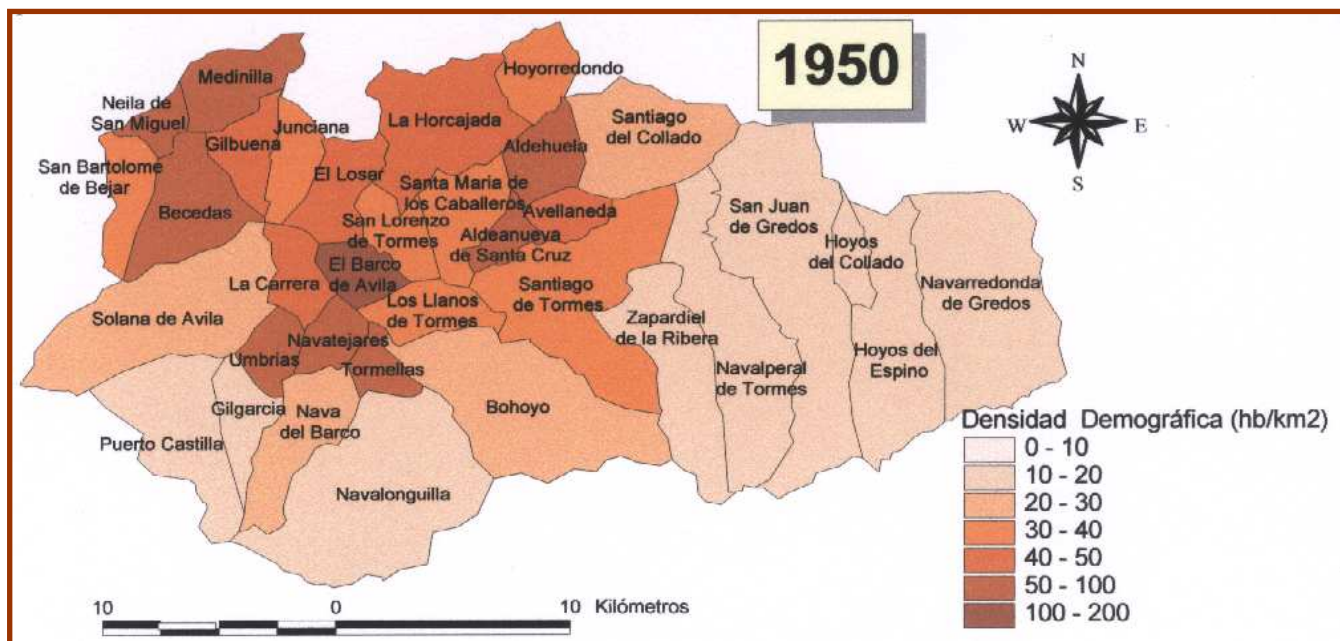 1950
N
W
E
S
Medinilla
Hoyorredondo
Neila de
San Miguel
Junciana
La Horcajada
Santiago
del Collado
Gilbuena
Aldehuela
San Bartolome
de Bejar
El Losar
Santa Maria de
los Caballeros
Becedas
San Lorenzo
de Tormes
Avellaneda
San Juan
de Gredos
Aldeanueva
de Santa Cruz
Hoyos
del Collado
El Barco
de Avila
La Carrera
Santiago
de Tormes
Navarredonda
de Gredos
Los Llanos
de Tormes
Solana de Avila
Zapardiel
de la Ribera
Navatejares
Umbrias
Tormellas
Hoyos del
Espino
Navalperal
de Tormes
Gilgarcia
Nava
del Barco
Bohoyo
Puerto Castilla
Navalonguilla
Densidad Demográfica (hb/km2)
0 - 10
10 - 20
20 - 30
30 - 40
40 - 50
50 - 100
100 - 200
10 0 10 Kilómetros